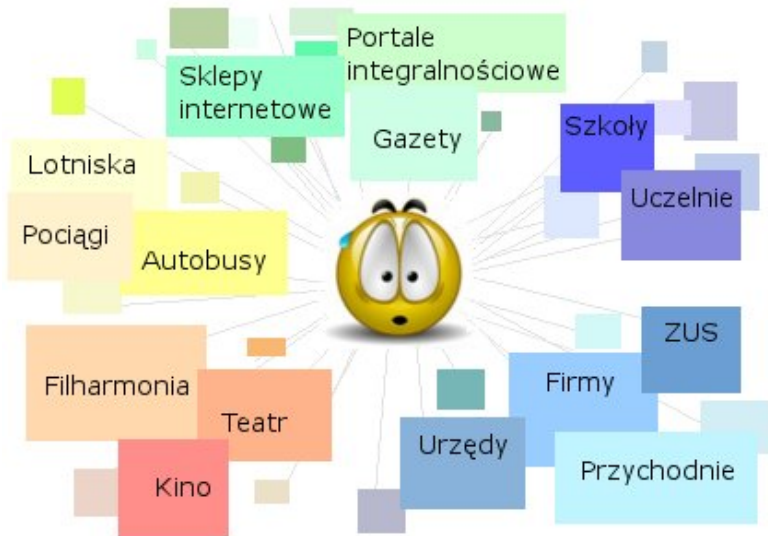 Portale
integralnościowe
Sklepy
internetowe
Gazety
Szkoły
Uczelnie
Lotniska
Pociągi
Autobusy
ZUS
Firmy
Urzędy
Przychodnie
Filharmonia
Teatr
Kino